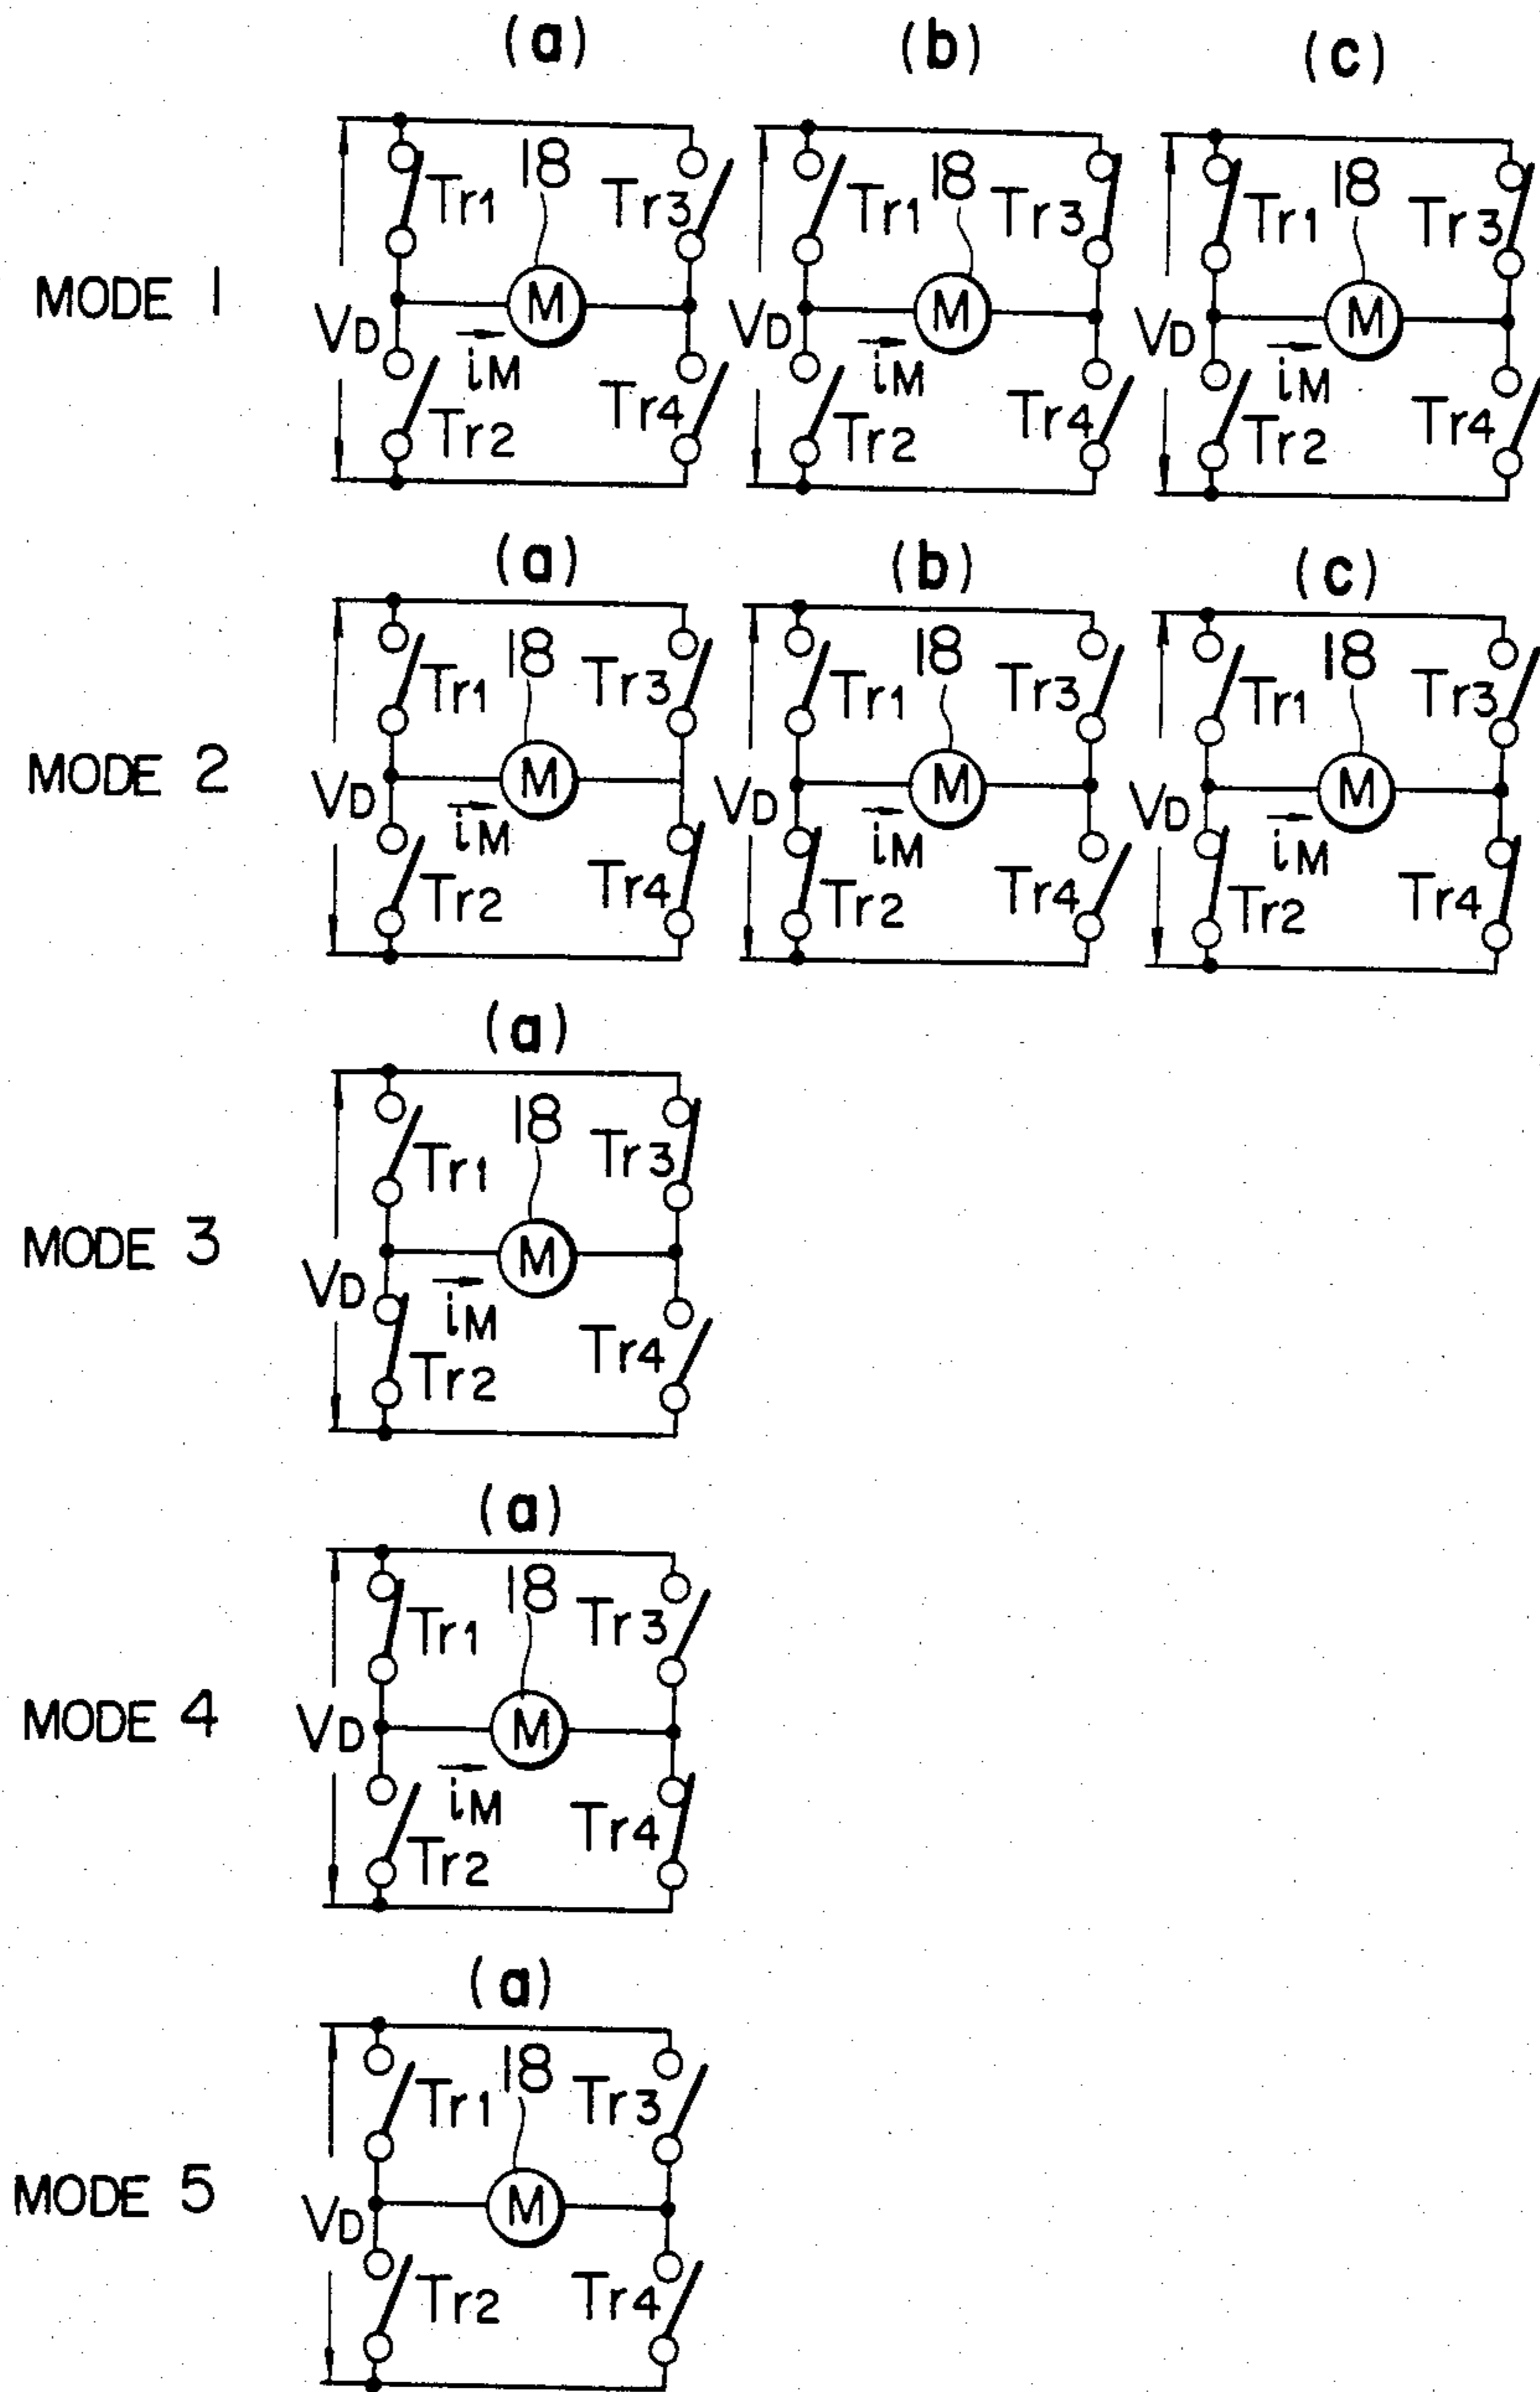 (a) (b) (c)
MODE 1
18 18 18
Tr1 Tr3 Tr1 Tr3 Tr1 Tr3
VD M VD M VD M
iM iM iM
Tr2 Tr4 Tr2 Tr4 Tr2 Tr4
(a) (b) (c)
MODE 2
18 18 18
Tr1 Tr3 Tr1 Tr3 Tr1 Tr3
VD M VD M VD M
iM iM iM
Tr2 Tr4 Tr2 Tr4 Tr2 Tr4
(a)
MODE 3
18
Tr1 Tr3
VD M
iM
Tr2 Tr4
(a)
MODE 4
18
Tr1 Tr3
VD M
iM
Tr2 Tr4
(a)
MODE 5
18
Tr1 Tr3
VD M
Tr2 Tr4